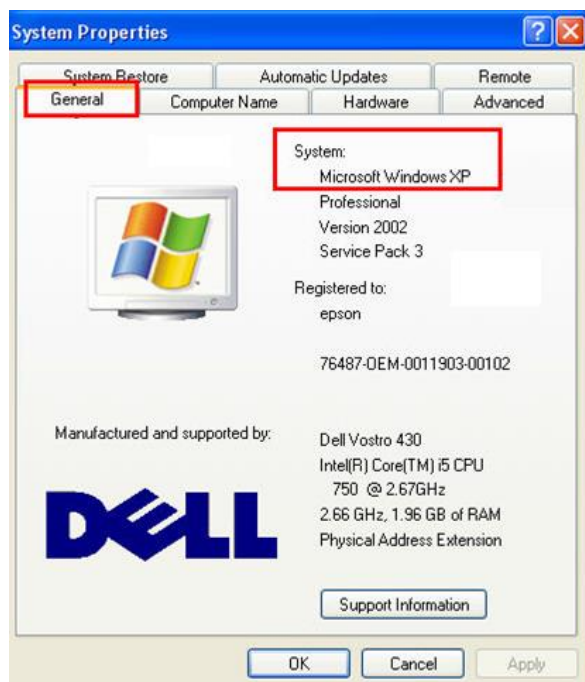 System Properties
System Restore
Automatic Updates
Remote
General
Computer Name
Hardware
Advanced
System:
Microsoft Windows XP
Professional
Version 2002
Service Pack 3
Registered to:
epson
76487-OEM-0011903-00102
Manufactured and supported by:
Dell Vostro 430
Intel(R) Core(TM) i5 CPU
750 @ 2.67GHz
2.66 GHz, 1.96 GB of RAM
Physical Address Extension
DELL
Support Information
OK
Cancel
Apply